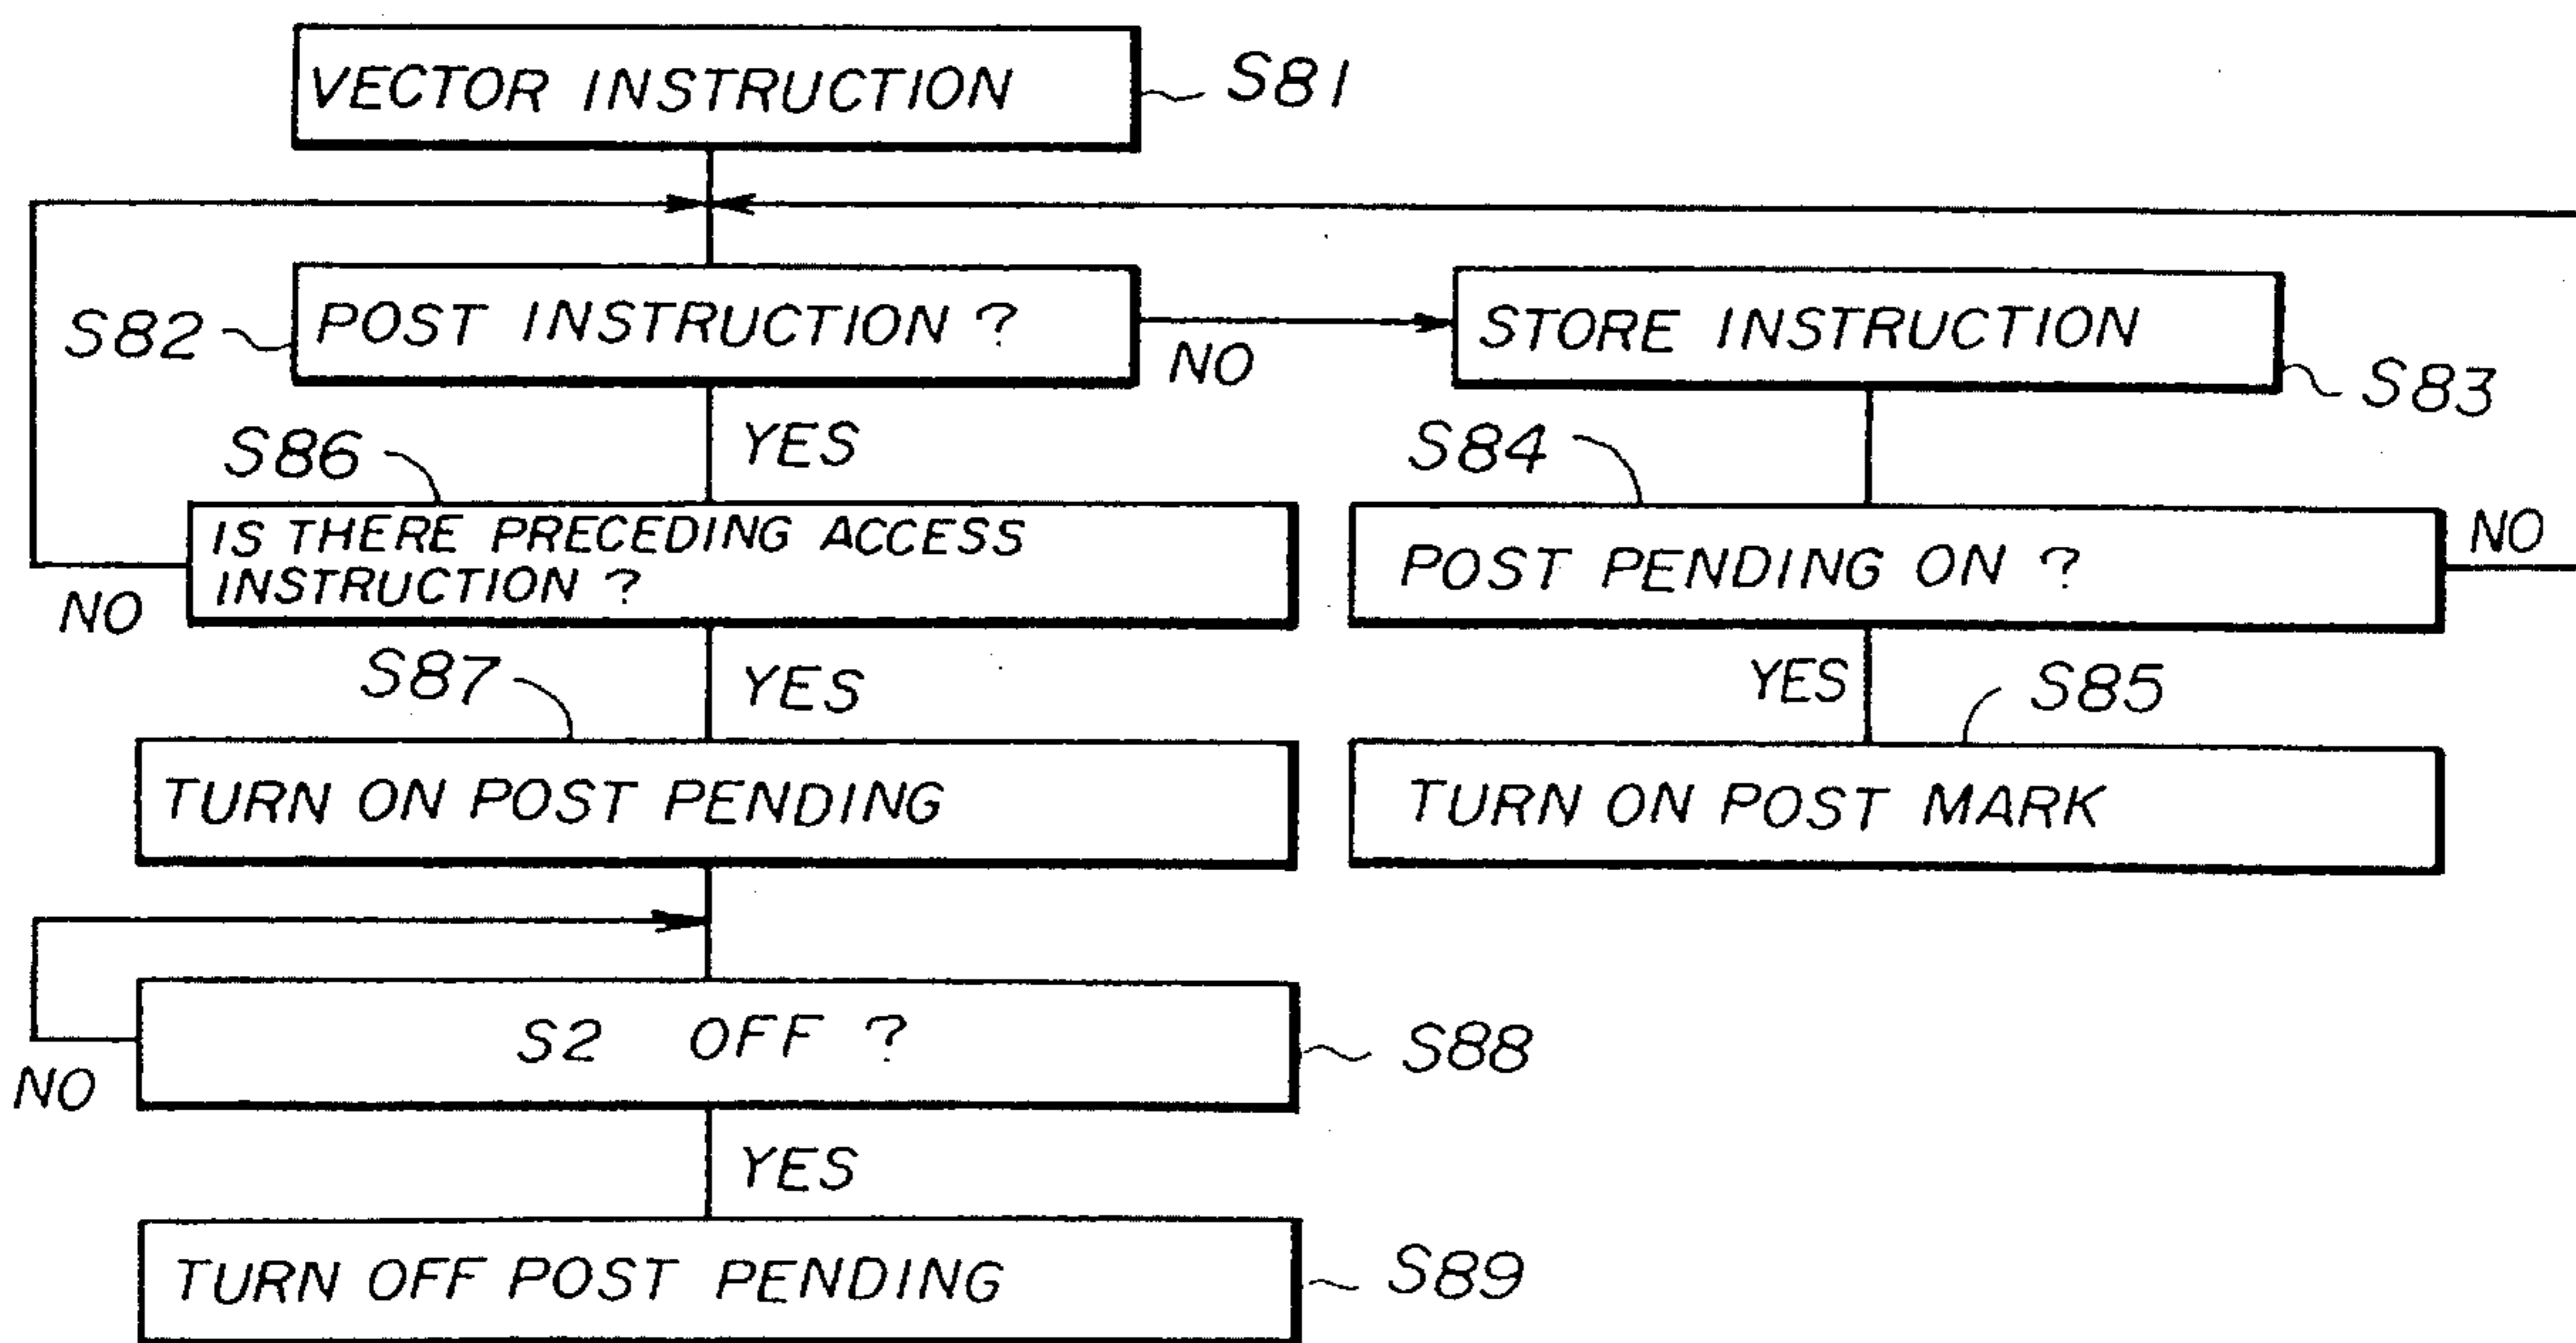 VECTOR INSTRUCTION
S81
S82
POST INSTRUCTION ?
NO
STORE INSTRUCTION
S83
YES
S86
S84
IS THERE PRECEDING ACCESS
INSTRUCTION ?
NO
POST PENDING ON ?
NO
S87
YES
YES
S85
TURN ON POST PENDING
TURN ON POST MARK
S2 OFF ?
S88
NO
YES
TURN OFF POST PENDING
S89